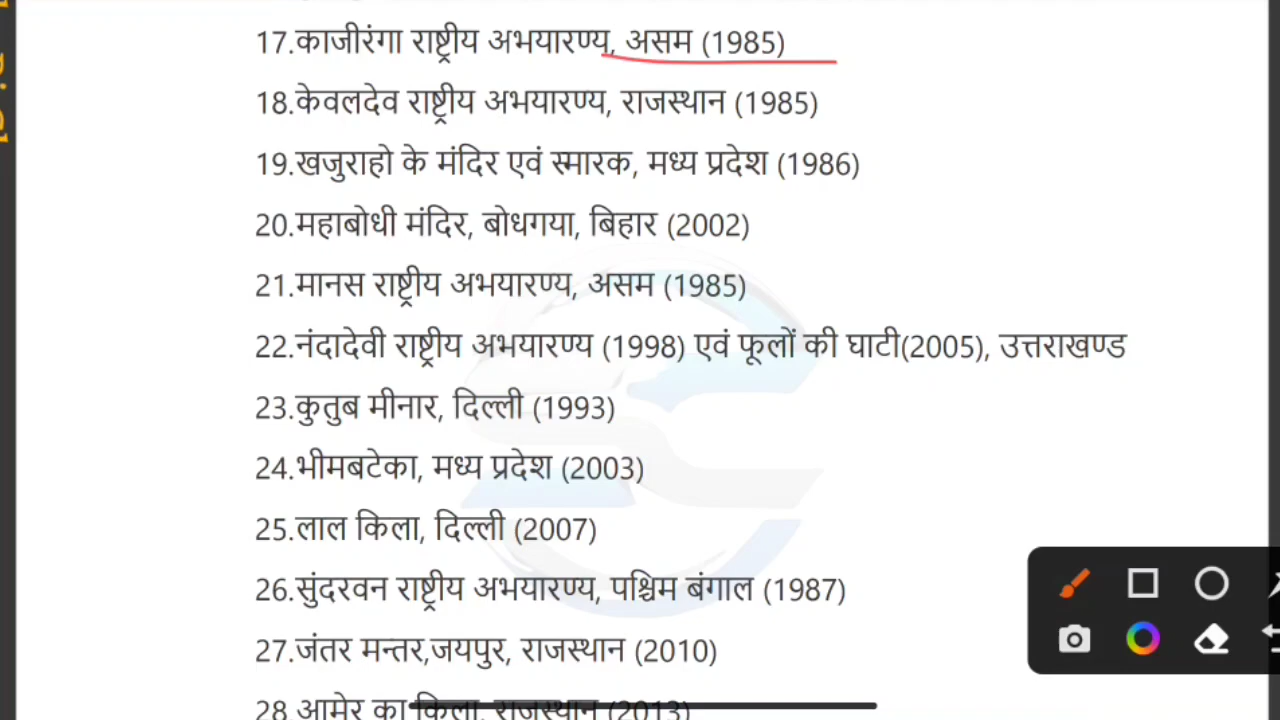 17.काजीरंगा राष्ट्रीय अभयारण्य, असम (1985)
18.केवलदेव राष्ट्रीय अभयारण्य, राजस्थान (1985)
19.खजुराहो के मंदिर एवं स्मारक, मध्य प्रदेश (1986)
20.महाबोधी मंदिर, बोधगया, बिहार (2002)
21.मानस राष्ट्रीय अभयारण्य, असम (1985)
22.नंदादेवी राष्ट्रीय अभयारण्य (1998) एवं फूलों की घाटी(2005), उत्तराखण्ड
23.कुतुब मीनार, दिल्ली (1993)
24.भीमबटेका, मध्य प्रदेश (2003)
25.लाल किला, दिल्ली (2007)
26.सुंदरवन राष्ट्रीय अभयारण्य, पश्चिम बंगाल (1987)
27.जंतर मन्तर,जयपुर, राजस्थान (2010)
28 आमेर का किला, राजस्थान (2013)